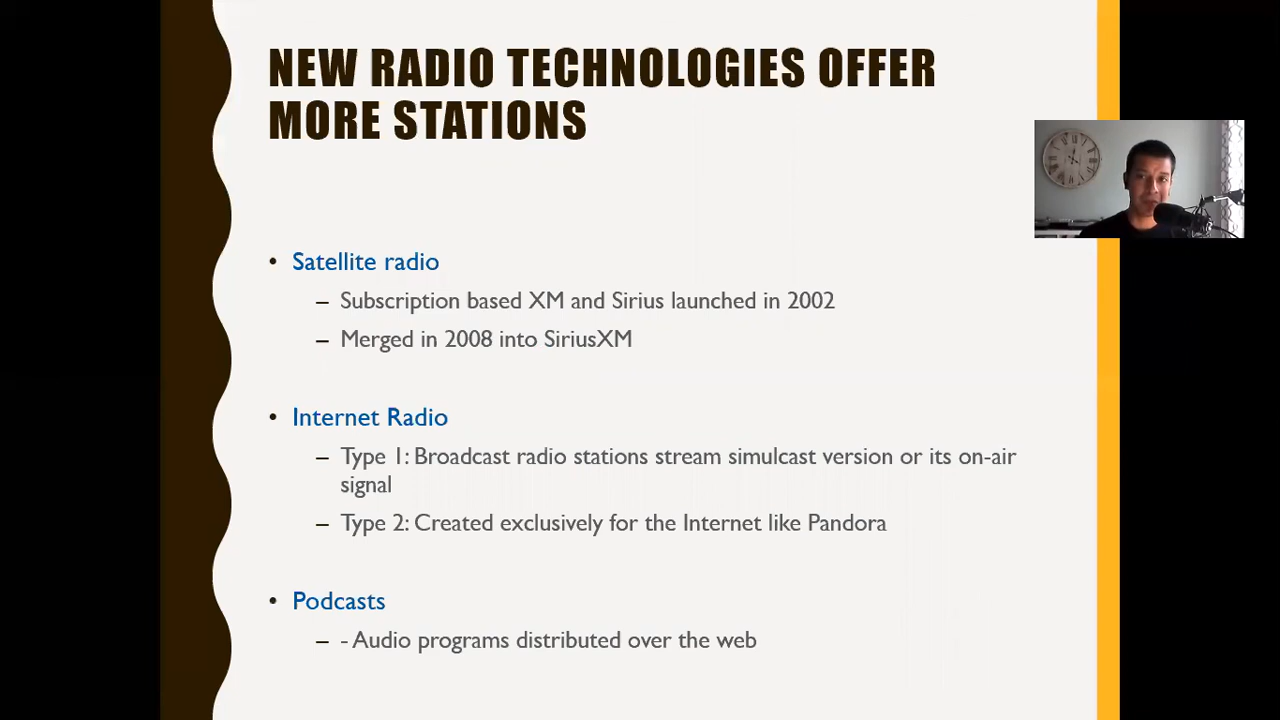 NEW RADIO TECHNOLOGIES OFFER
MORE STATIONS
• Satellite radio
– Subscription based XM and Sirius launched in 2002
– Merged in 2008 into SiriusXM
• Internet Radio
– Type 1: Broadcast radio stations stream simulcast version or its on-air
signal
– Type 2: Created exclusively for the Internet like Pandora
• Podcasts
– - Audio programs distributed over the web